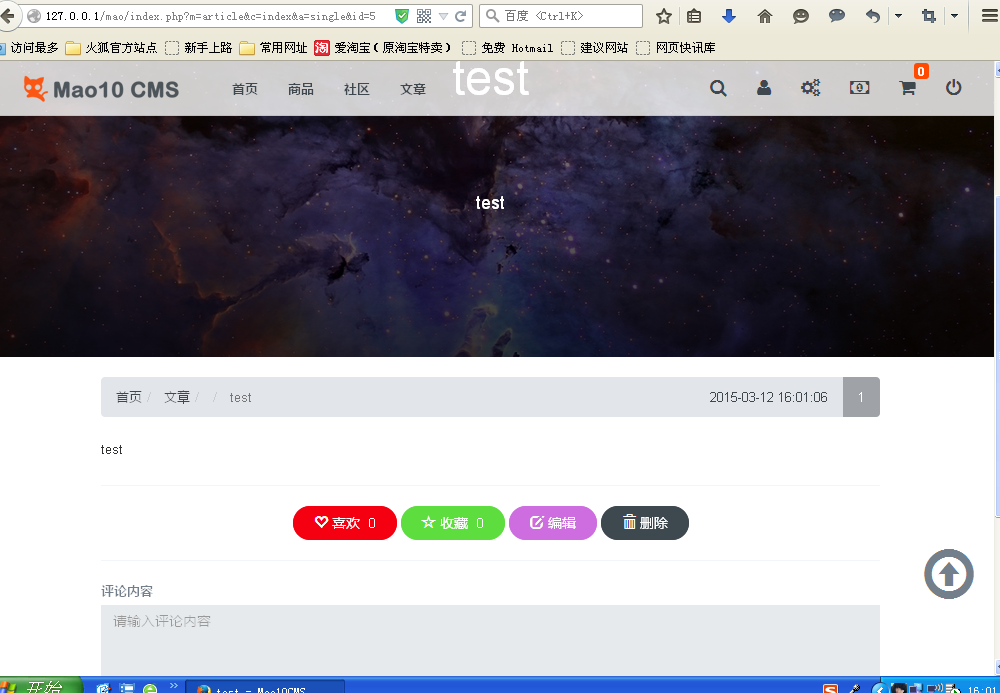 127.0.0.1/mao/index.php?m=article&c=index&a=single&id=5 百度 <Ctrl+K>
访问最多 火狐官方站点 新手上路 常用网址 淘 爱淘宝（原淘宝特卖） 免费 Hotmail 建议网站 网页快讯库
Mao10 CMS 首页 商品 社区 文章 test 0
test
首页 / 文章 / / test 2015-03-12 16:01:06 1
test
喜欢 0 收藏 0 编辑 删除
评论内容
请输入评论内容
开始 test - Mao10CMS 16:01